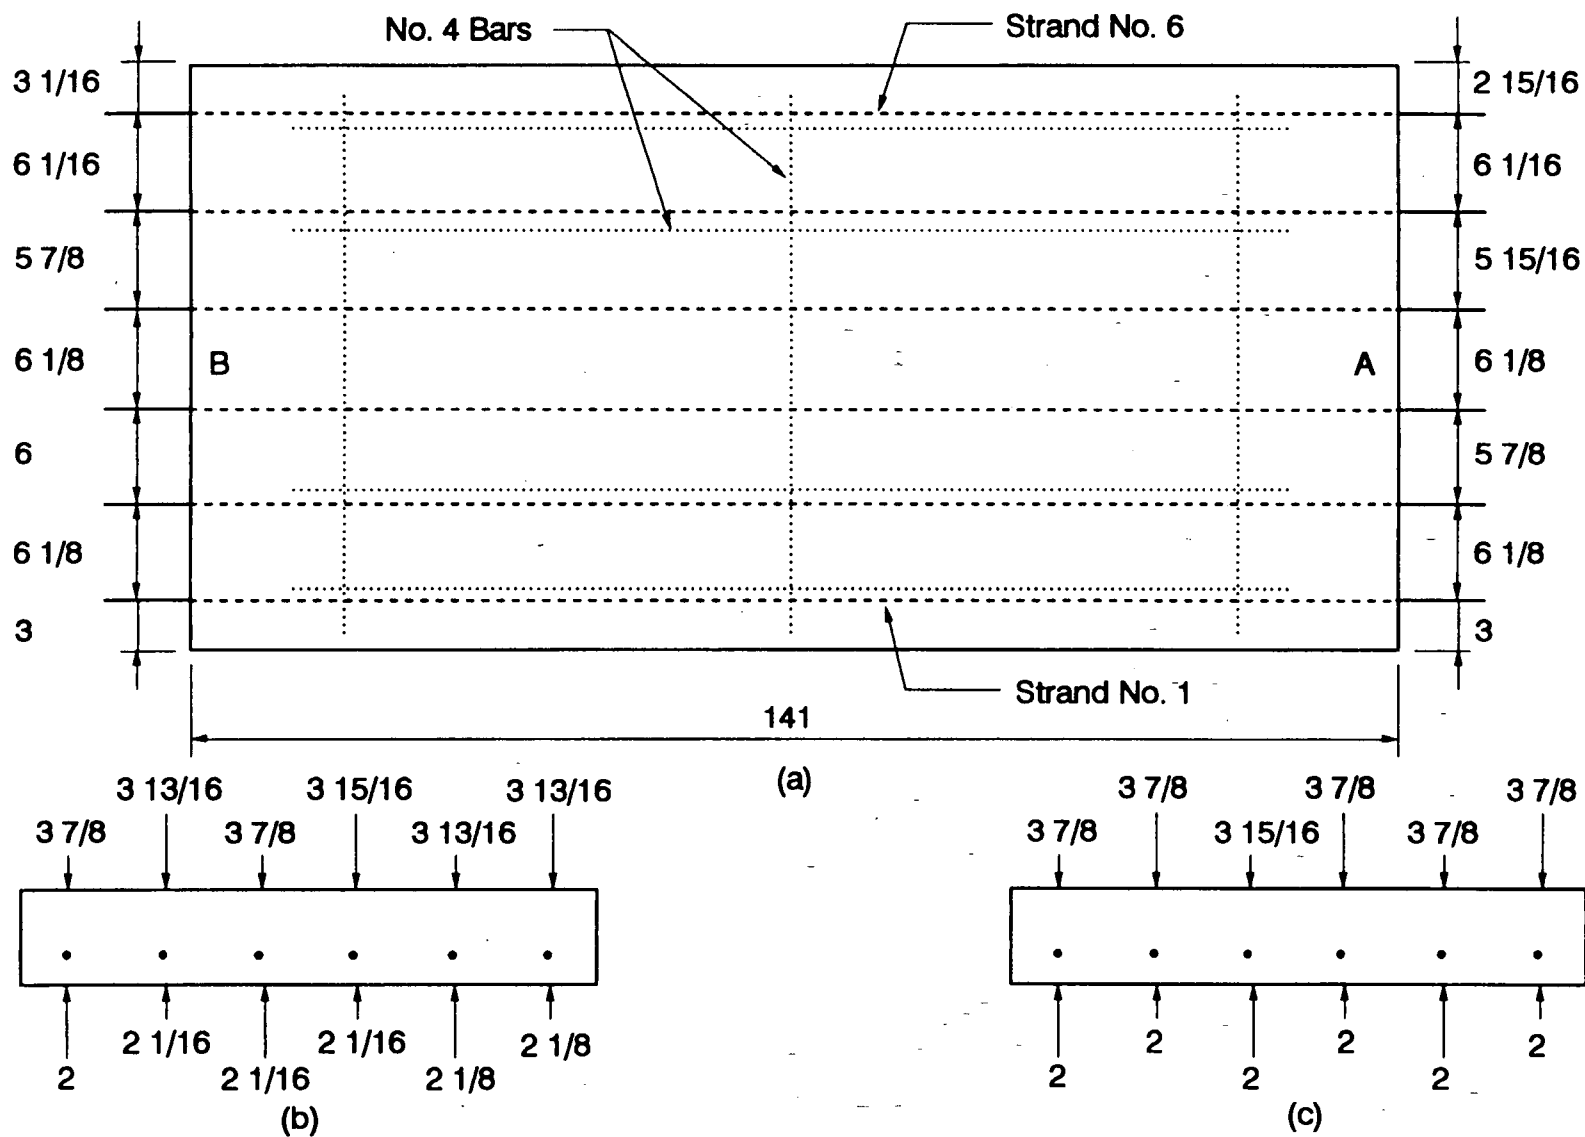 No. 4 Bars
Strand No. 6
3 1/16
2 15/16
6 1/16
6 1/16
5 7/8
5 15/16
6 1/8
B
A
6 1/8
6
5 7/8
6 1/8
6 1/8
3
3
Strand No. 1
141
(a)
3 13/16 3 15/16 3 13/16
3 7/8 3 7/8 3 13/16
2 1/16 2 1/16 2 1/8
2 2 1/16 2 1/8
(b)
3 7/8 3 7/8 3 7/8
3 7/8 3 15/16 3 7/8
2 2 2
2 2 2
(c)